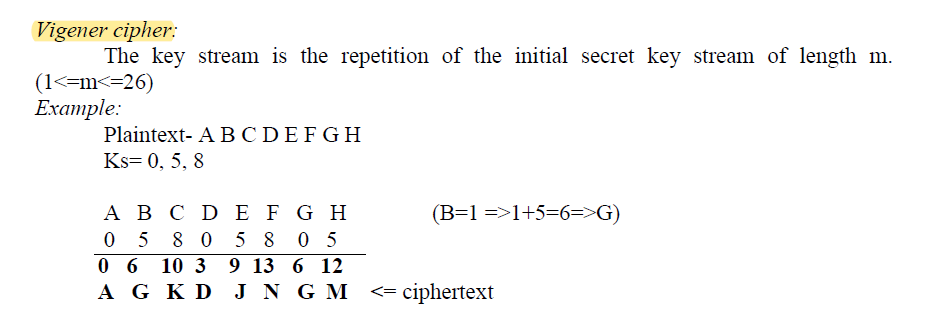 Vigener cipher:
The key stream is the repetition of the initial secret key stream of length m.
(1<=m<=26)
Example:
Plaintext- A B C D E F G H
Ks= 0, 5, 8
A B C D E F G H (B=1 =>1+5=6=>G)
0 5 8 0 5 8 0 5
0 6 10 3 9 13 6 12
A G K D J N G M <= ciphertext